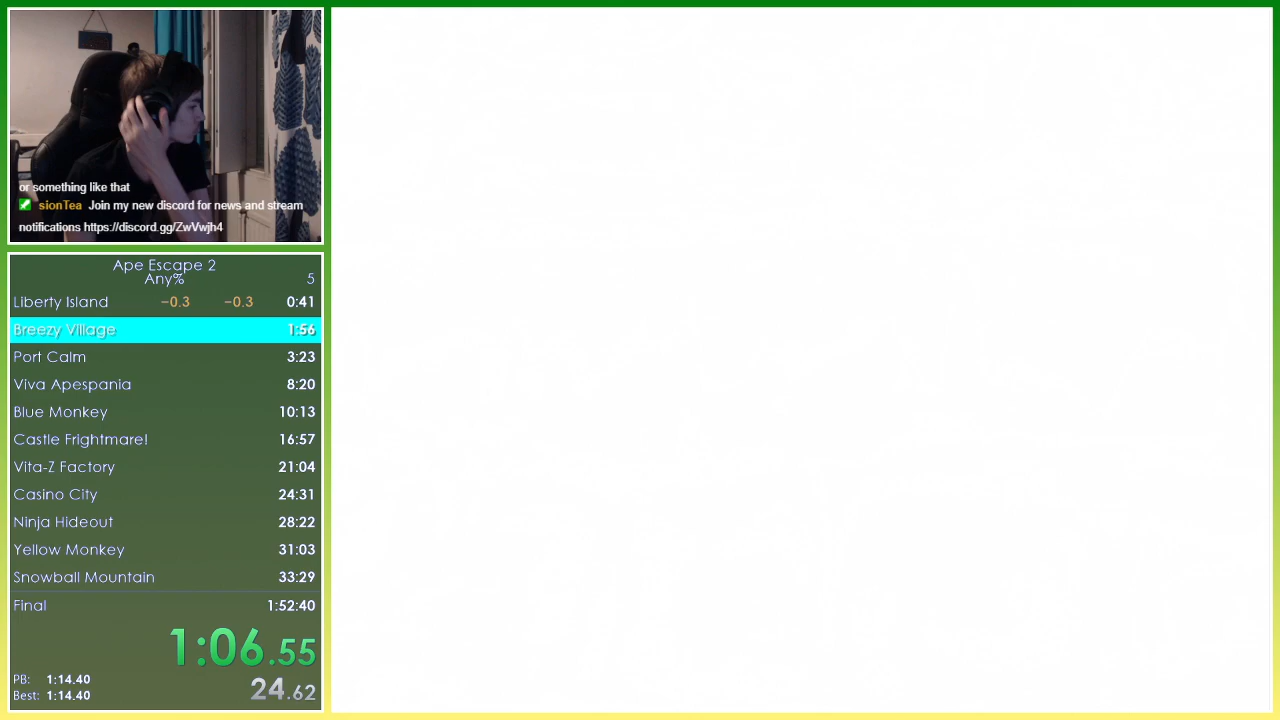 or something like that
sionTea Join my new discord for news and stream
notifications https://discord.gg/ZwVwjh4
Ape Escape 2
Any% 5
Liberty Island −0.3 −0.3 0:41
Breezy Village 1:56
Port Calm 3:23
Viva Apespania 8:20
Blue Monkey 10:13
Castle Frightmare! 16:57
Vita-Z Factory 21:04
Casino City 24:31
Ninja Hideout 28:22
Yellow Monkey 31:03
Snowball Mountain 33:29
Final 1:52:40
1:06.55
PB: 1:14.40
Best: 1:14.40
24.62